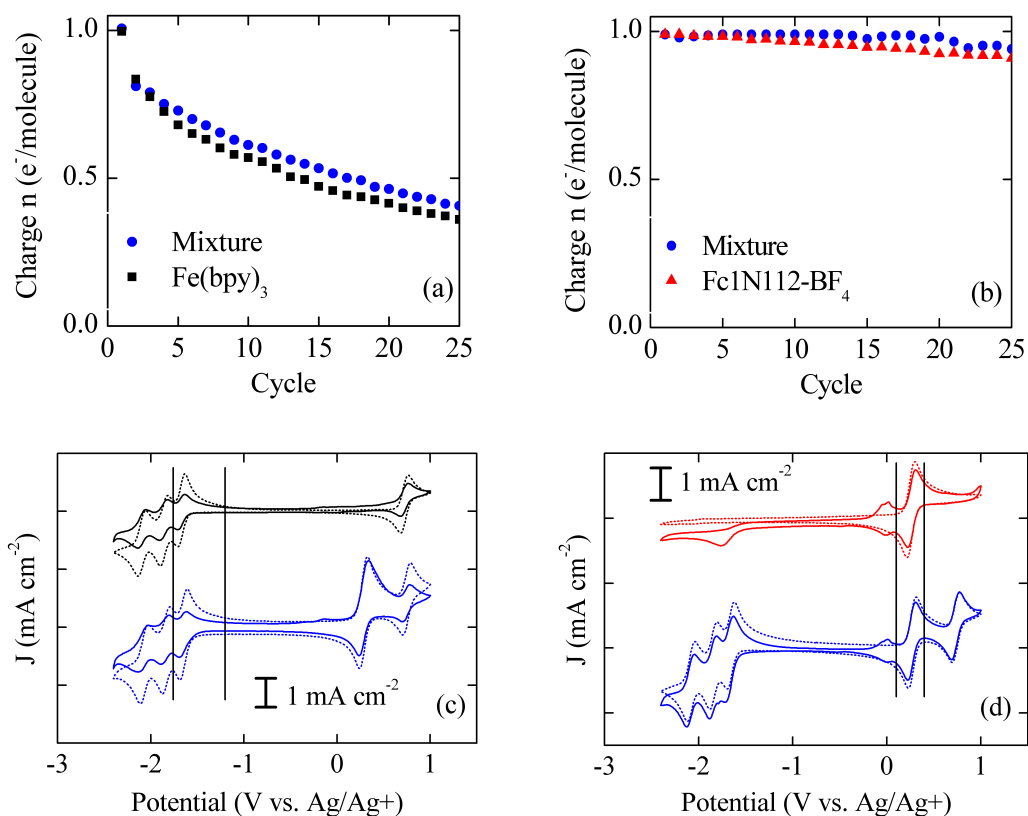 1.0
0.5
0.0
Charge n (e⁻/molecule)
Mixture
Fe(bpy)₃
(a)
0 5 10 15 20 25
Cycle
1.0
0.5
0.0
Charge n (e⁻/molecule)
Mixture
Fc1N112-BF₄
(b)
0 5 10 15 20 25
Cycle
J (mA cm⁻²)
1 mA cm⁻²
(c)
-3 -2 -1 0 1
Potential (V vs. Ag/Ag+)
1 mA cm⁻²
J (mA cm⁻²)
(d)
-3 -2 -1 0 1
Potential (V vs. Ag/Ag+)